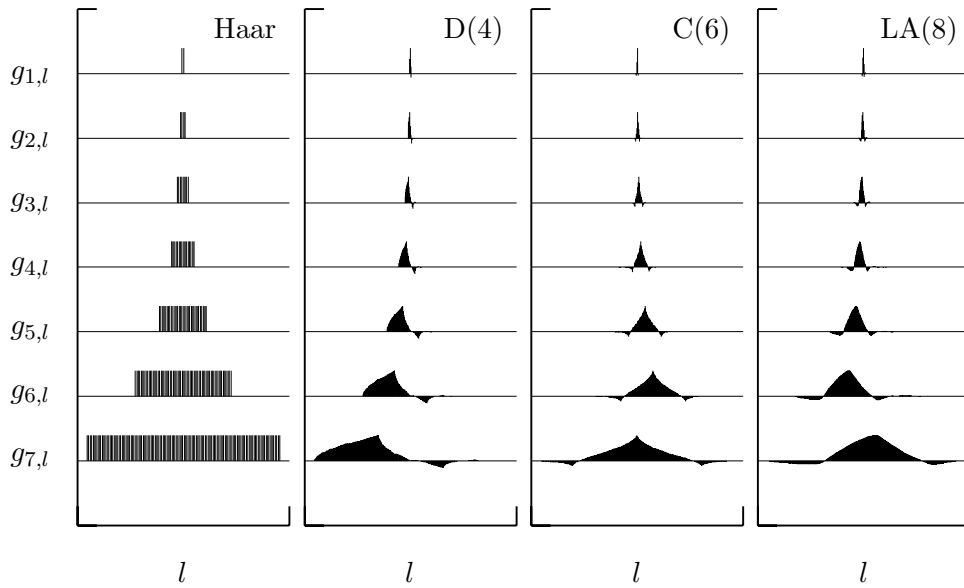 Haar D(4) C(6) LA(8)
g1,l
g2,l
g3,l
g4,l
g5,l
g6,l
g7,l
l l l l